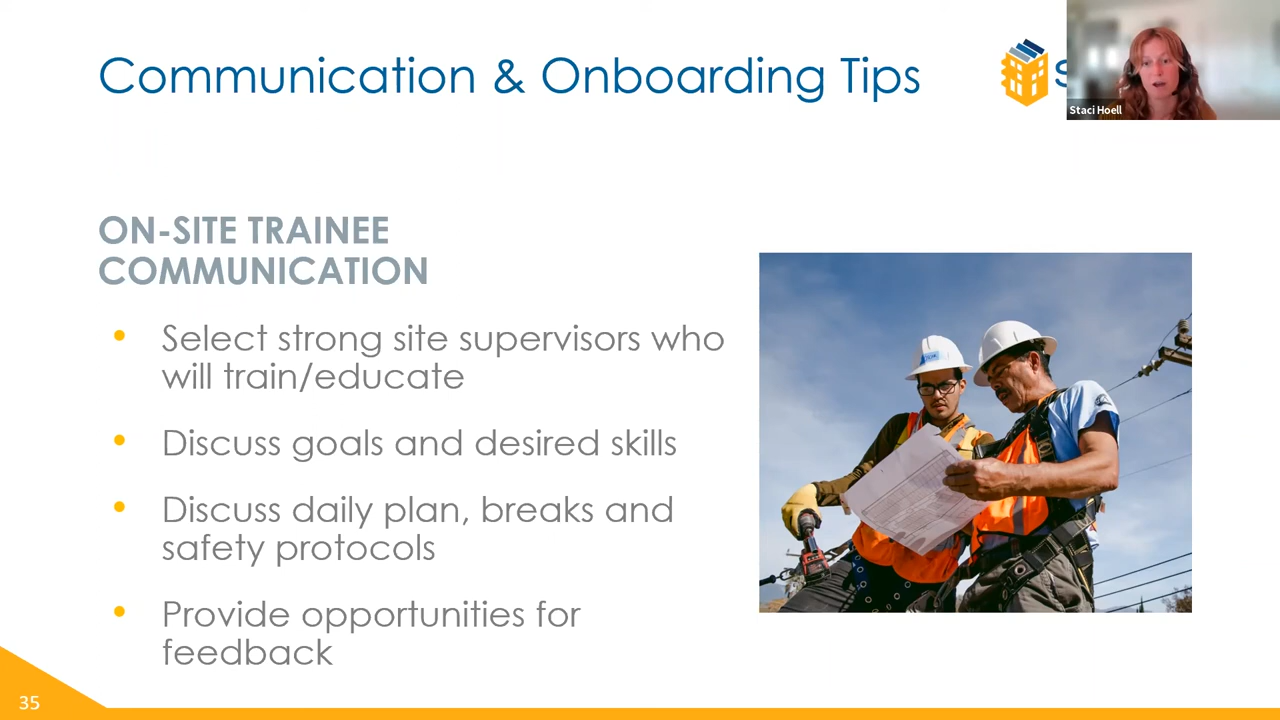 Communication & Onboarding Tips
S
Staci Hoell
ON-SITE TRAINEE
COMMUNICATION
• Select strong site supervisors who
will train/educate
• Discuss goals and desired skills
• Discuss daily plan, breaks and
safety protocols
• Provide opportunities for
feedback
35